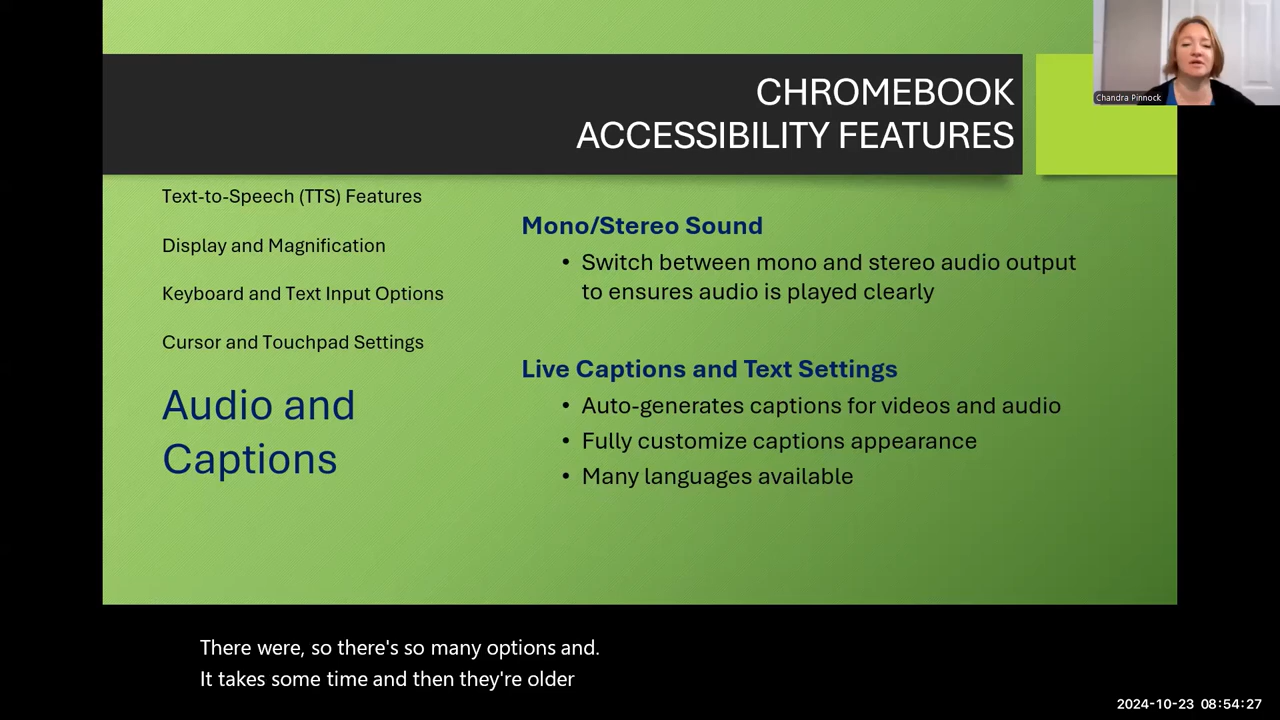 CHROMEBOOK
ACCESSIBILITY FEATURES
Chandra Pinnock
Text-to-Speech (TTS) Features
Display and Magnification
Keyboard and Text Input Options
Cursor and Touchpad Settings
Audio and
Captions
Mono/Stereo Sound
• Switch between mono and stereo audio output
to ensures audio is played clearly
Live Captions and Text Settings
• Auto-generates captions for videos and audio
• Fully customize captions appearance
• Many languages available
There were, so there's so many options and.
It takes some time and then they're older
2024-10-23 08:54:27